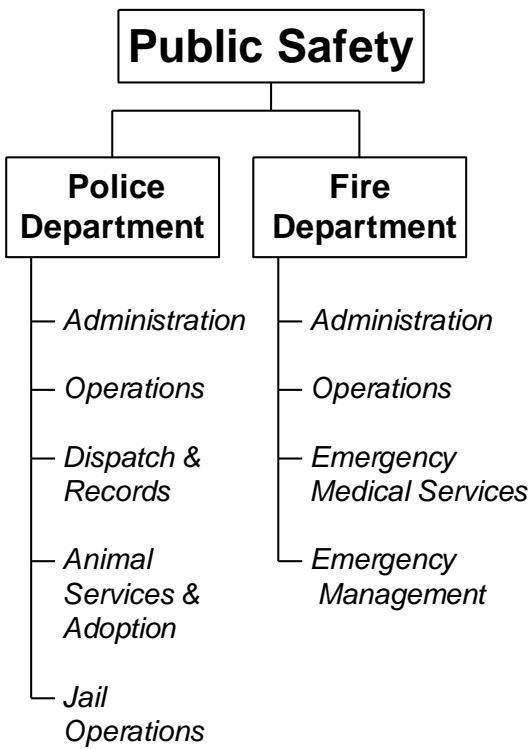 Public Safety
Police
Department
Administration
Operations
Dispatch &
Records
Animal
Services &
Adoption
Jail
Operations
Fire
Department
Administration
Operations
Emergency
Medical Services
Emergency
Management